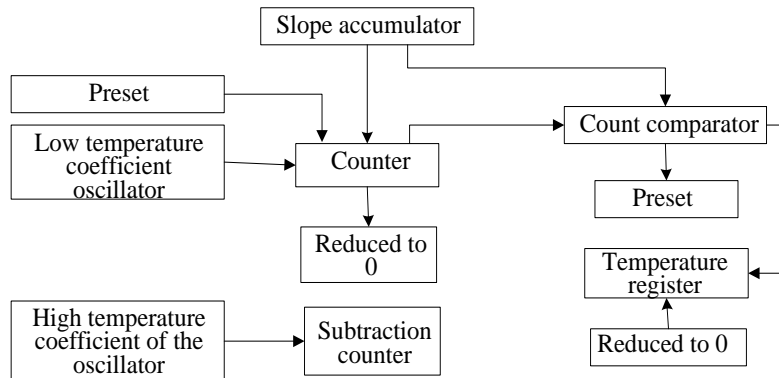 Slope accumulator
Preset
Count comparator
Low temperature
coefficient
oscillator
Counter
Preset
Reduced to
0
Temperature
register
High temperature
coefficient of the
oscillator
Subtraction
counter
Reduced to 0